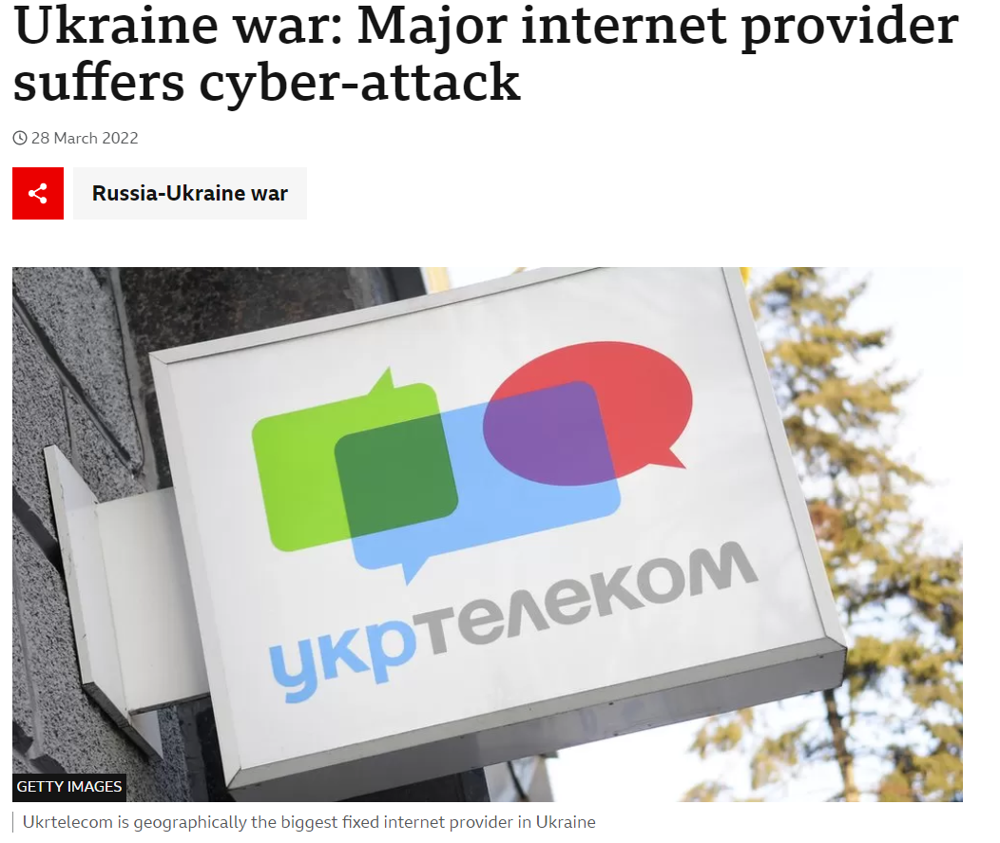 Ukraine war: Major internet provider
suffers cyber-attack
28 March 2022
Russia-Ukraine war
укртелеком
GETTY IMAGES
Ukrtelecom is geographically the biggest fixed internet provider in Ukraine